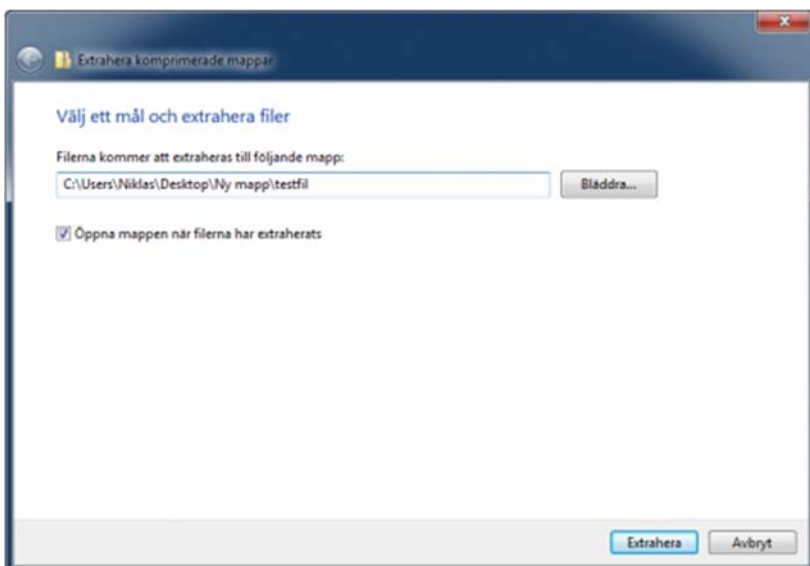 Extrahera komprimerade mappar
Välj ett mål och extrahera filer
Filerna kommer att extraheras till följande mapp:
C:\Users\Niklas\Desktop\Ny mapp\testfil
Bläddra...
Öppna mappen när filerna har extraherats
Extrahera
Avbryt